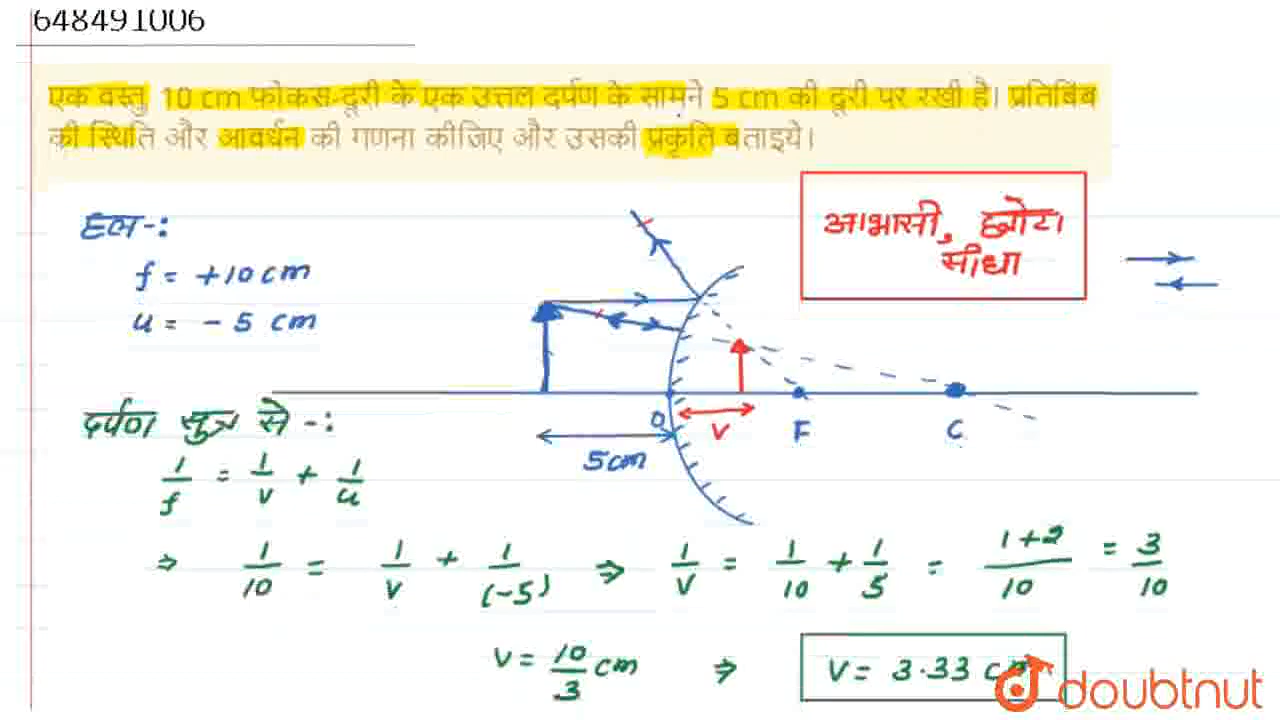 648491006
एक वस्तु 10 cm फोकस-दूरी के एक उत्तल दर्पण के सामने 5 cm की दूरी पर रखी है। प्रतिबिंब
की स्थिति और आवर्धन की गणना कीजिए और उसकी प्रकृति बताइये।
आभासी, छोटा
सीधा
हल-:
f = +10 cm
u = - 5 cm
O
V
F
C
5cm
दर्पण सूत्र से -:
1/f = 1/v + 1/u
⇒ 1/10 = 1/v + 1/(-5) ⇒ 1/v = 1/10 + 1/5 = 1+2/10 = 3/10
v = 10/3 cm ⇒ v = 3.33 cm
doubtnut